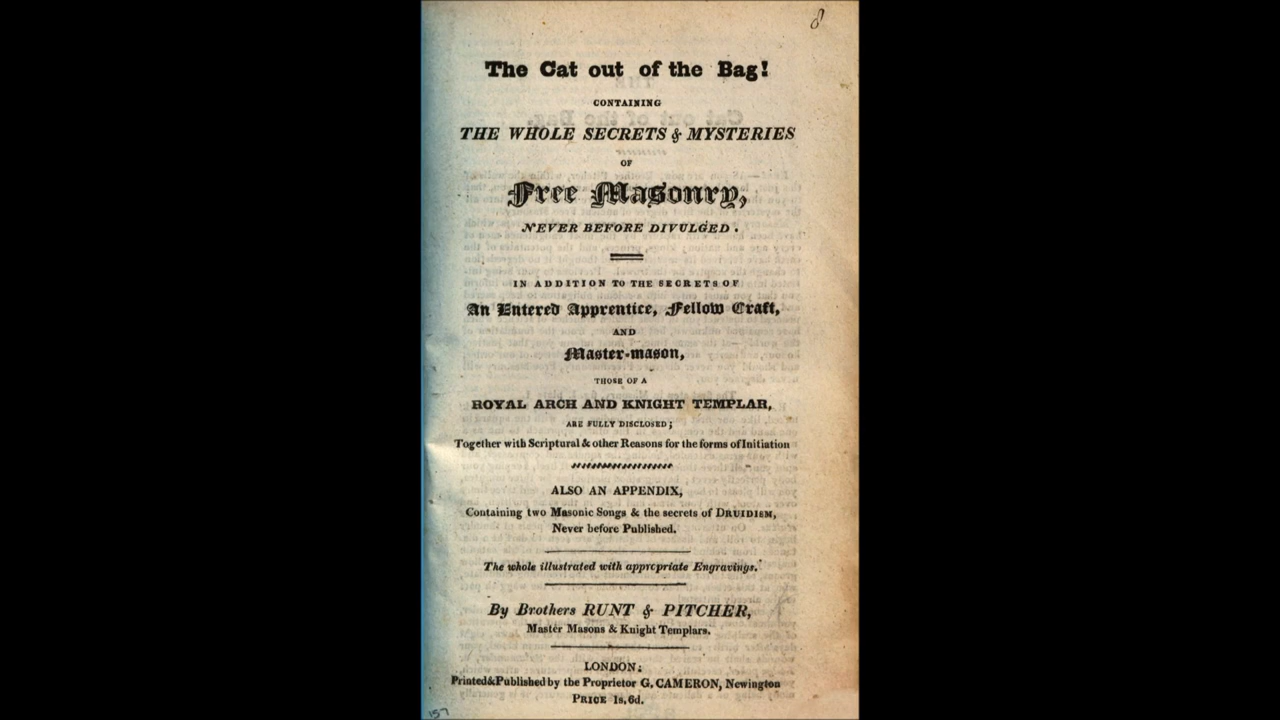 8
The Cat out of the Bag!
CONTAINING
THE WHOLE SECRETS & MYSTERIES
OF
Free Masonry,
NEVER BEFORE DIVULGED.
IN ADDITION TO THE SECRETS OF
An Entered Apprentice, Fellow Craft,
AND
Master-mason,
THOSE OF A
ROYAL ARCH AND KNIGHT TEMPLAR,
ARE FULLY DISCLOSED;
Together with Scriptural & other Reasons for the forms of Initiation
ALSO AN APPENDIX,
Containing two Masonic Songs & the secrets of DRUIDISM,
Never before Published.
The whole illustrated with appropriate Engravings.
By Brothers RUNT & PITCHER,
Master Masons & Knight Templars.
LONDON:
Printed & Published by the Proprietor G. CAMERON, Newington
PRICE 1s, 6d.
157